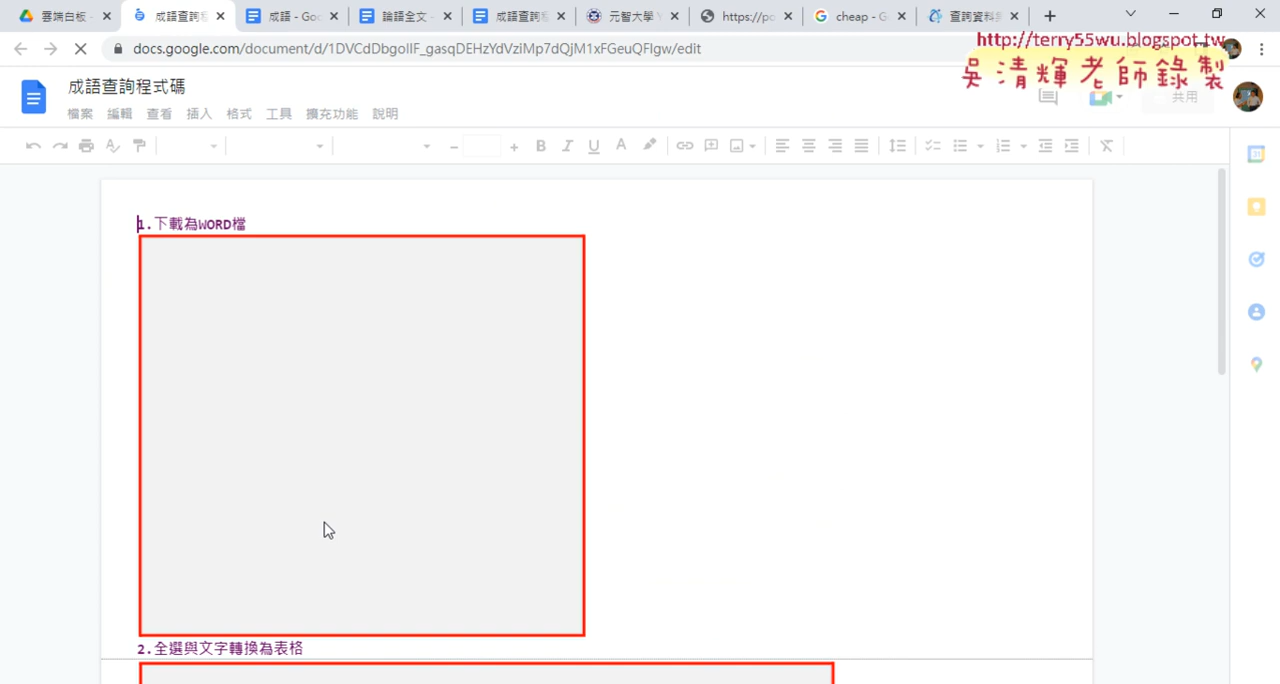 雲端白板 -
成語查詢程
成語 - Goo
論語全文 -
成語查詢程
元智大學 Y
https://po
cheap - G
查詢資料
docs.google.com/document/d/1DVCdDbgolIF_gasqDEHzYdVziMp7dQjM1xFGeuQFIgw/edit
http://terry55wu.blogspot.tw
吳清輝老師錄製
成語查詢程式碼
共用
檔案 編輯 查看 插入 格式 工具 擴充功能 說明
B I U A
31
1.下載為WORD檔
2.全選與文字轉換為表格